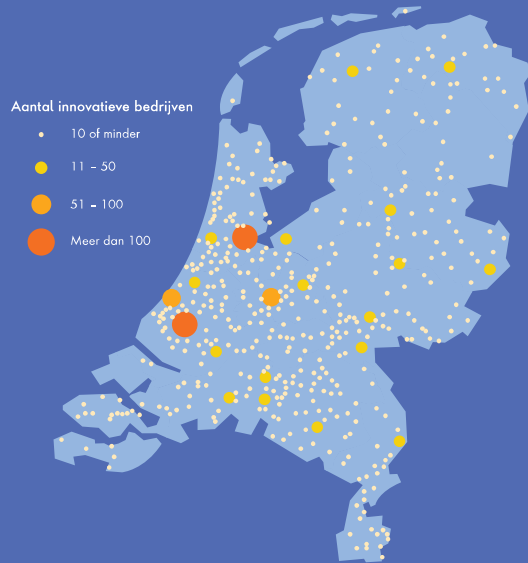 Aantal innovatieve bedrijven
10 of minder
11 – 50
51 – 100
Meer dan 100